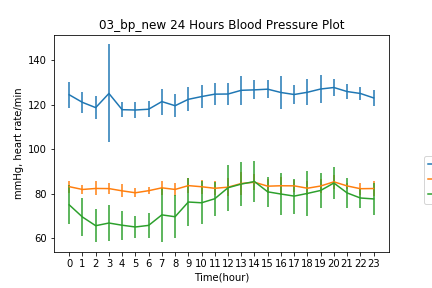 03_bp_new 24 Hours Blood Pressure Plot
mmHg, heart rate/min
140
120
100
80
60
0 1 2 3 4 5 6 7 8 9 10 11 12 13 14 15 16 17 18 19 20 21 22 23
Time(hour)